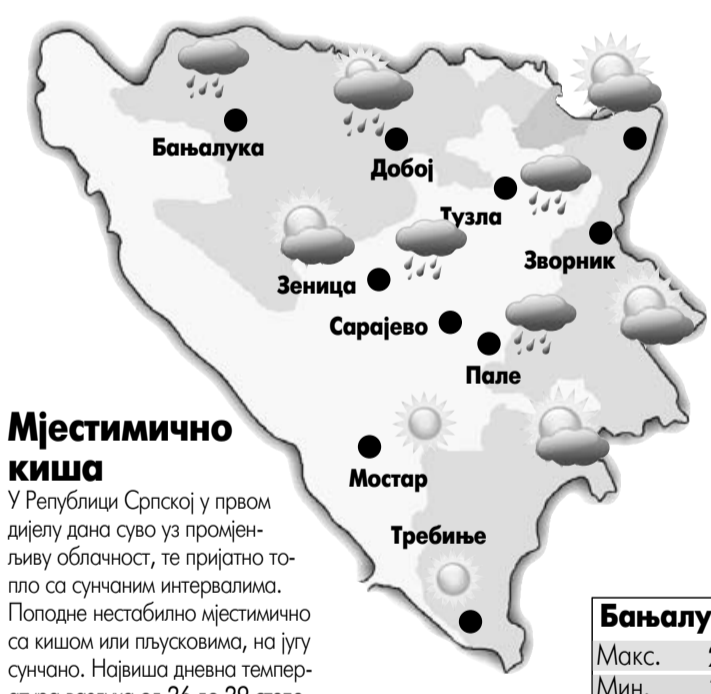 Бањалука
Добој
Тузла
Зворник
Зеница
Сарајево
Пале
Мостар
Требиње
Мјестимично
киша
У Републици Српској у првом
дијелу дана суво уз промјен-
љиву облачност, те пријатно то-
пло са сунчаним интервалима.
Поподне нестабилно мјестимично
са кишом или пљусковима, на југу
сунчано. Највиша дневна темпер-
Макс.
Мин.